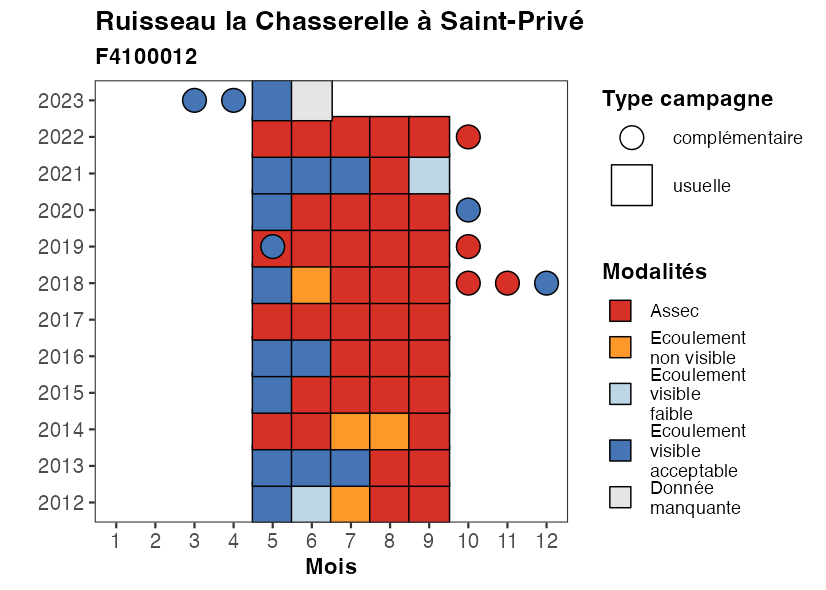 Ruisseau la Chasserelle à Saint-Privé
F4100012
2023
2022
2021
2020
2019
2018
2017
2016
2015
2014
2013
2012
1 2 3 4 5 6 7 8 9 10 11 12
Mois
Type campagne
complémentaire
usuelle
Modalités
Assec
Ecoulement
non visible
Ecoulement
visible
faible
Ecoulement
visible
acceptable
Donnée
manquante